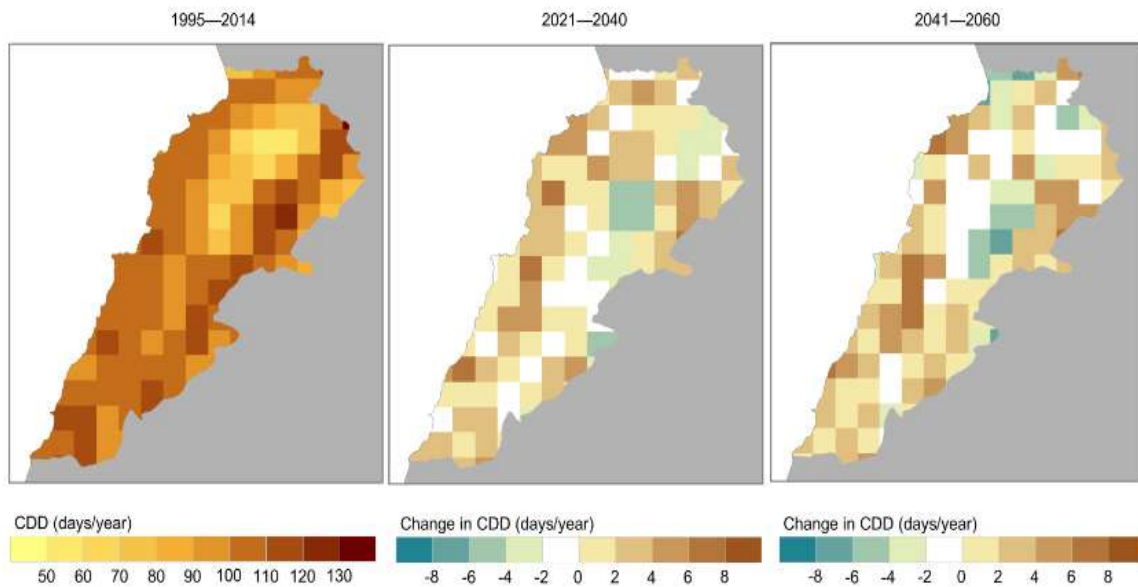 1995—2014 2021—2040 2041—2060
CDD (days/year) Change in CDD (days/year) Change in CDD (days/year)
50 60 70 80 90 100 110 120 130 -8 -6 -4 -2 0 2 4 6 8 -8 -6 -4 -2 0 2 4 6 8